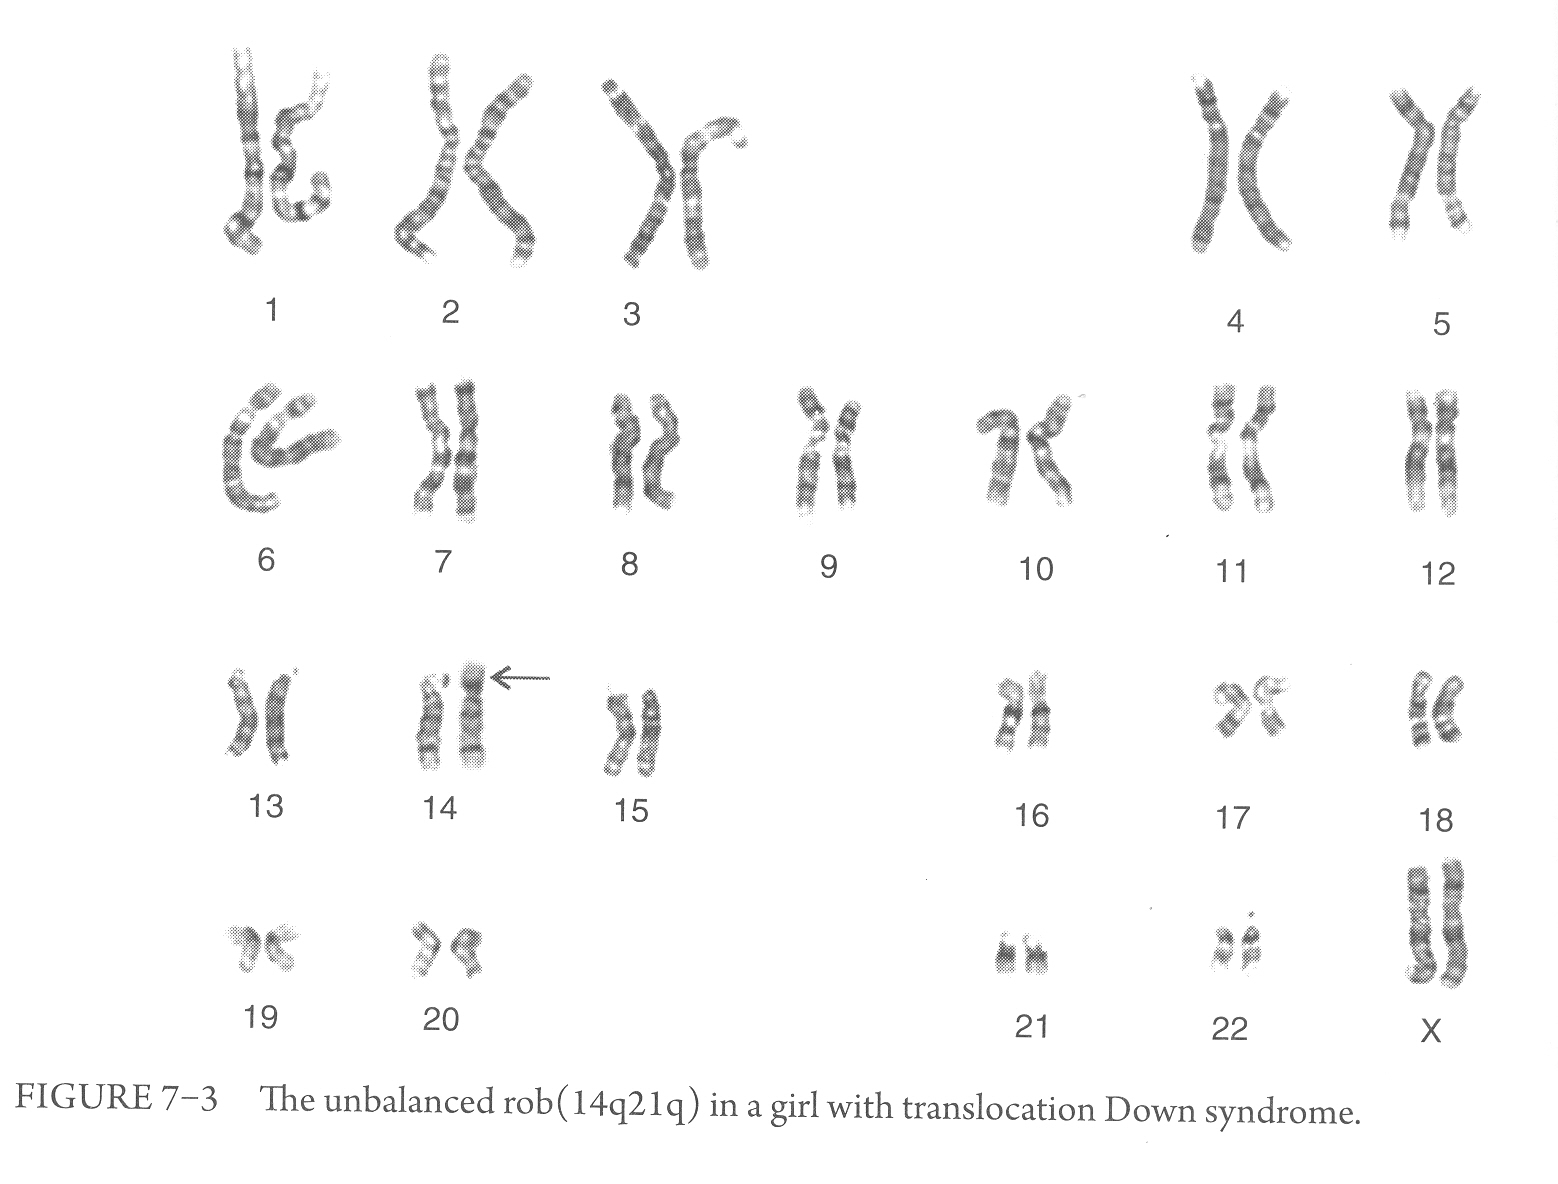 1 2 3 4 5
6 7 8 9 10 11 12
13 14 15 16 17 18
19 20 21 22 X
FIGURE 7–3 The unbalanced rob(14q21q) in a girl with translocation Down syndrome.